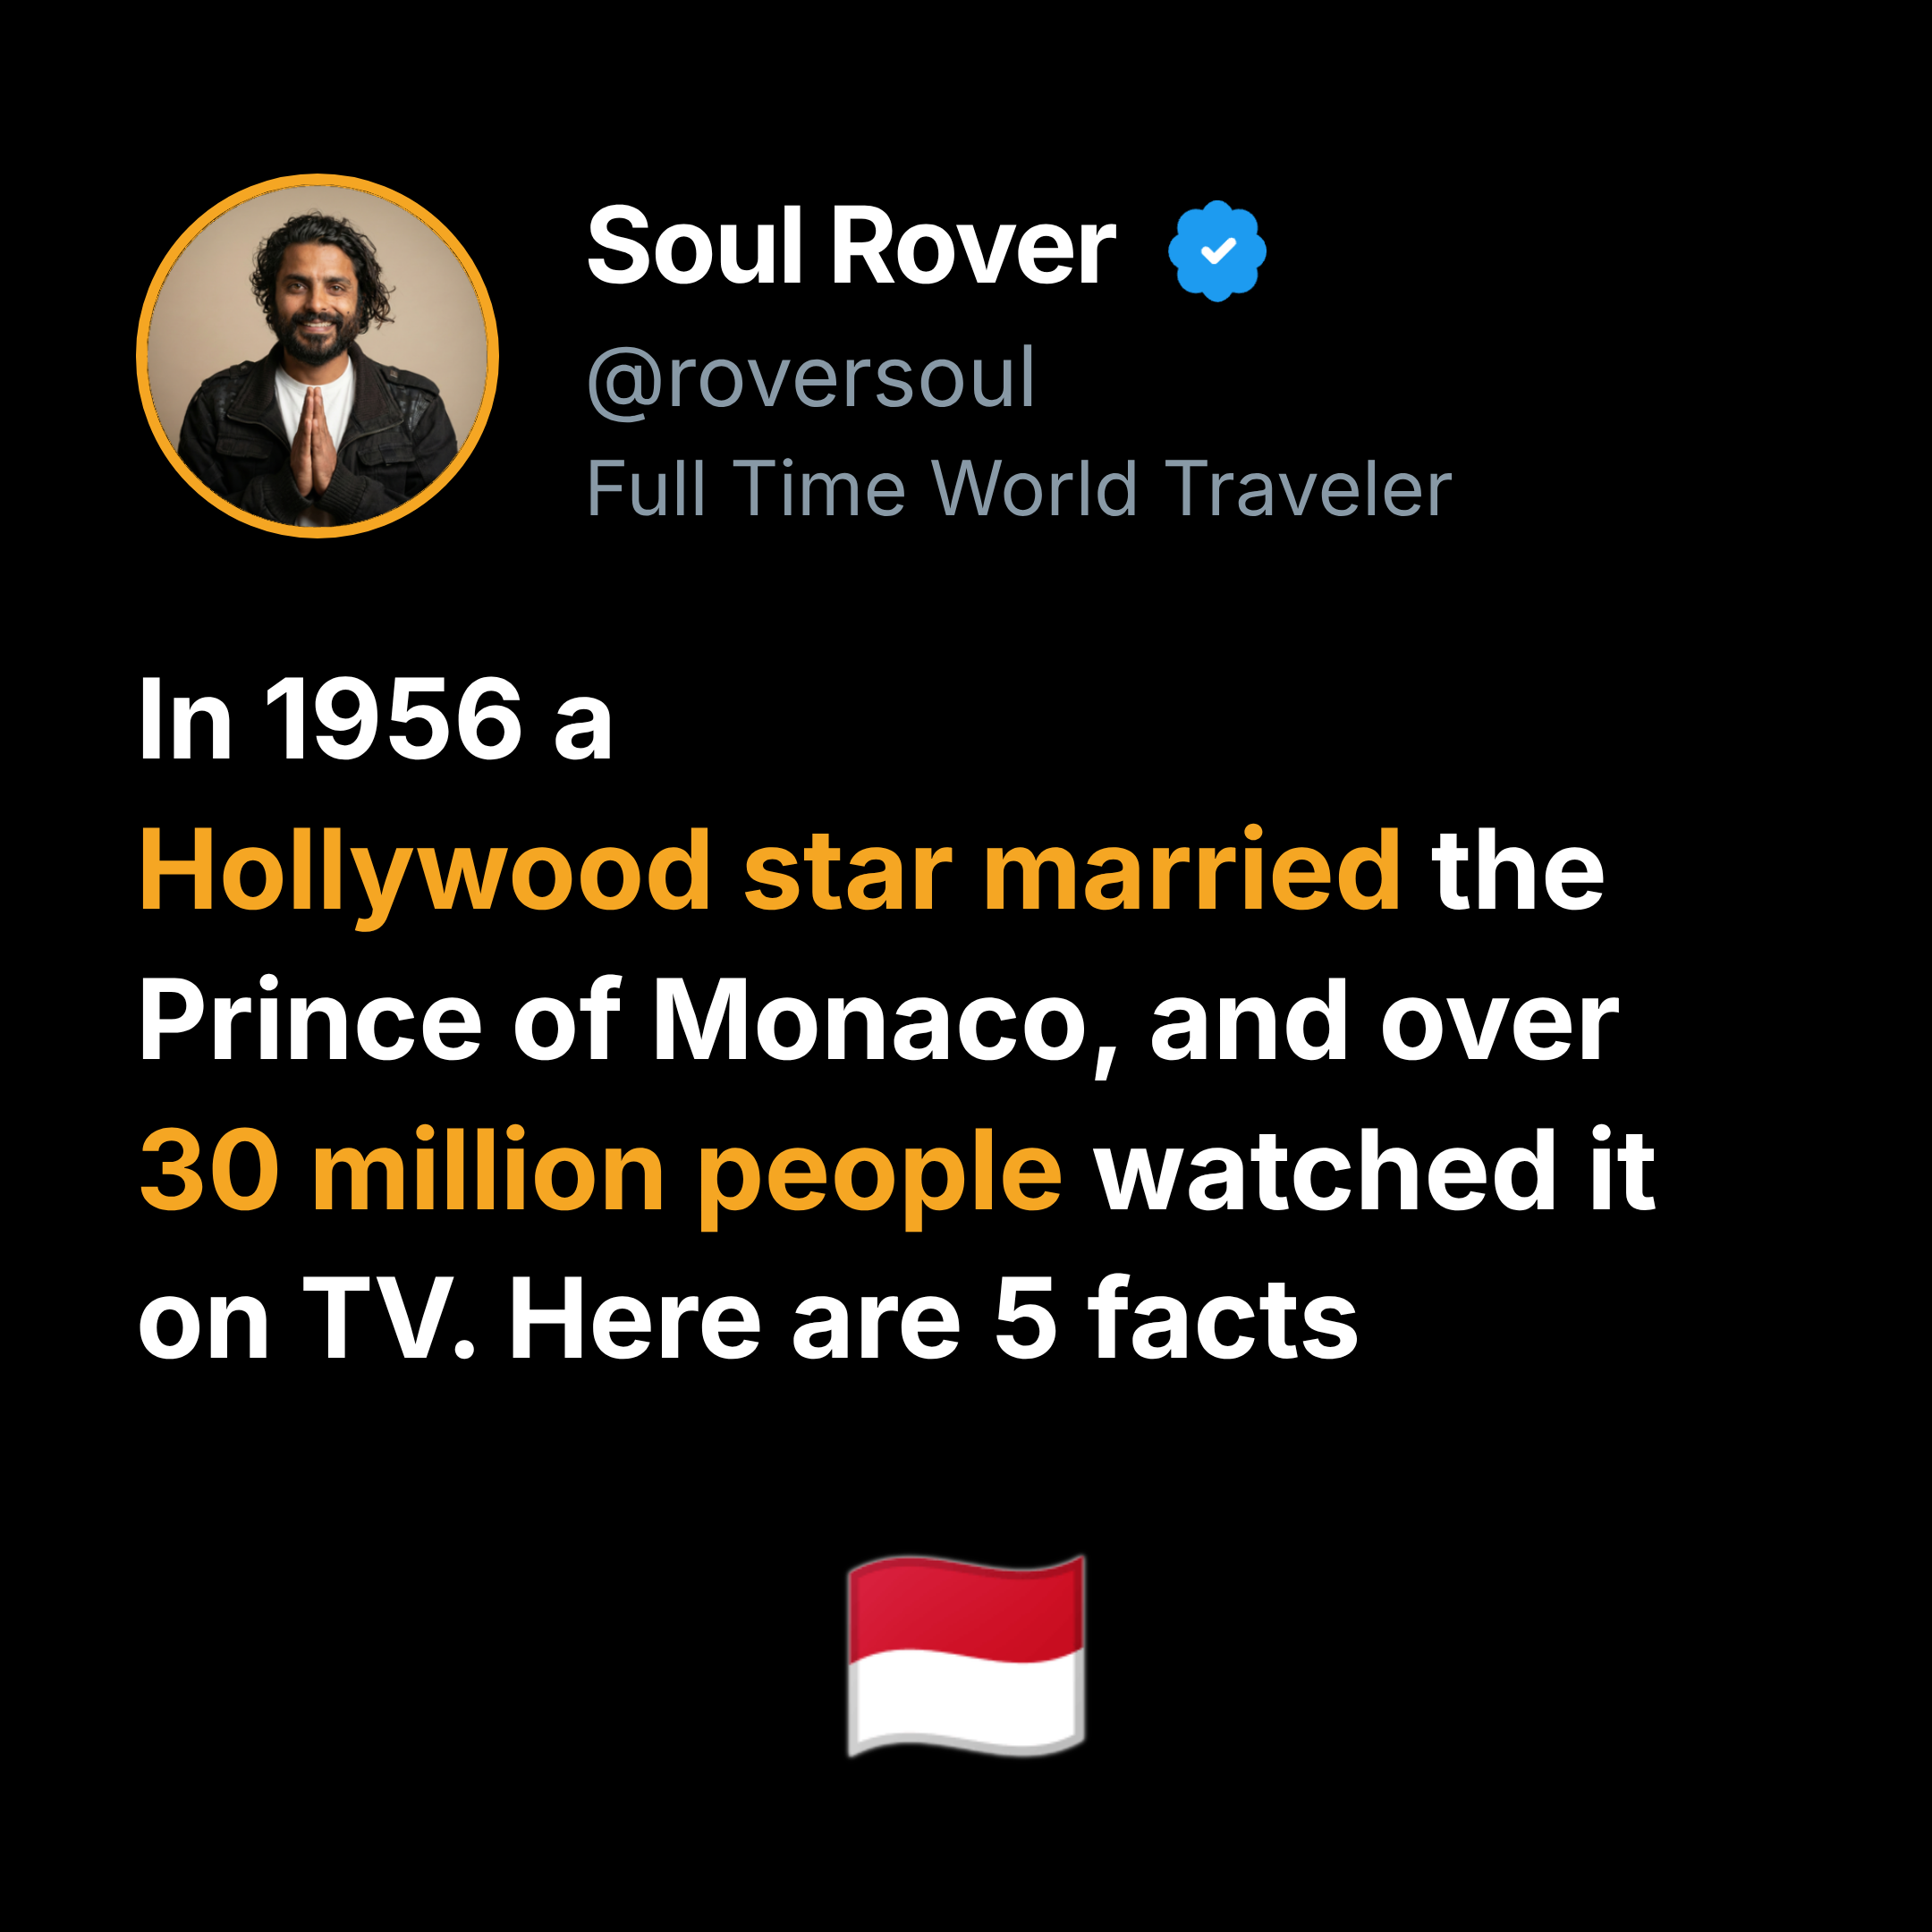 Soul Rover
@roversoul
Full Time World Traveler
In 1956 a
Hollywood star married the
Prince of Monaco, and over
30 million people watched it
on TV. Here are 5 facts